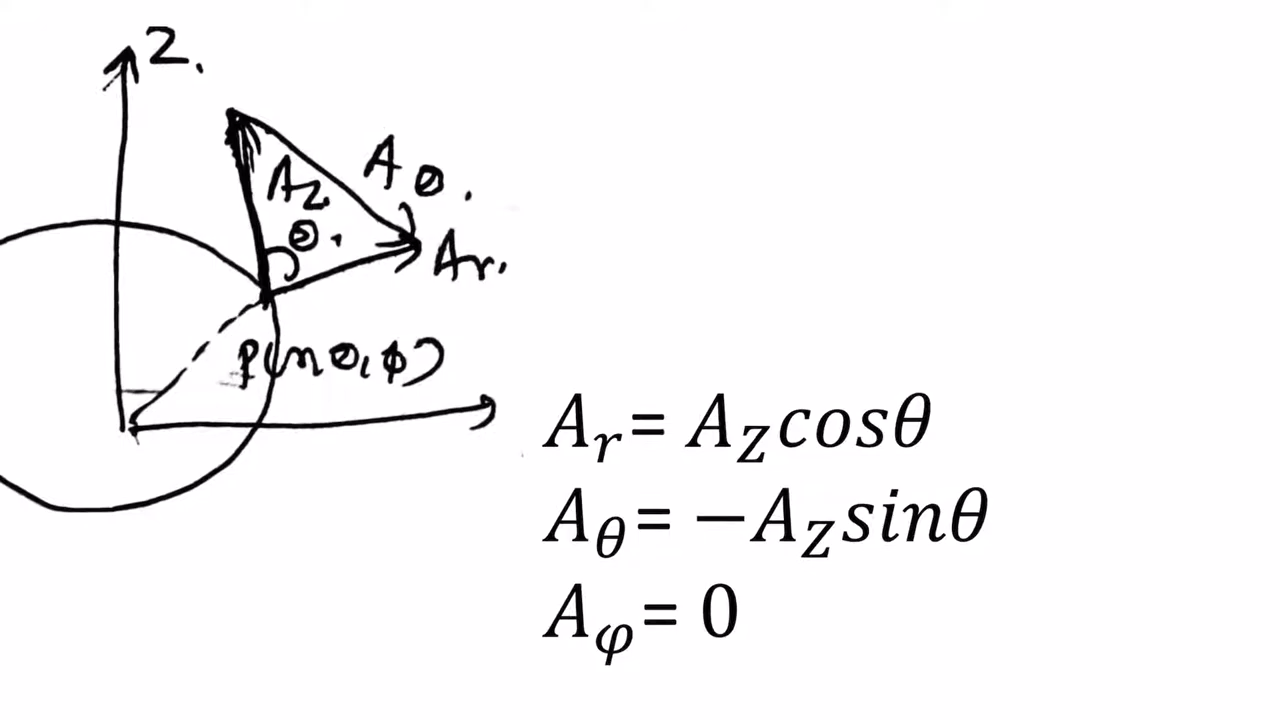 Z.
A_Z
A_θ.
θ.
A_r.
P(r, θ, ϕ)
A_r = A_Z cosθ
A_θ = −A_Z sinθ
A_φ = 0